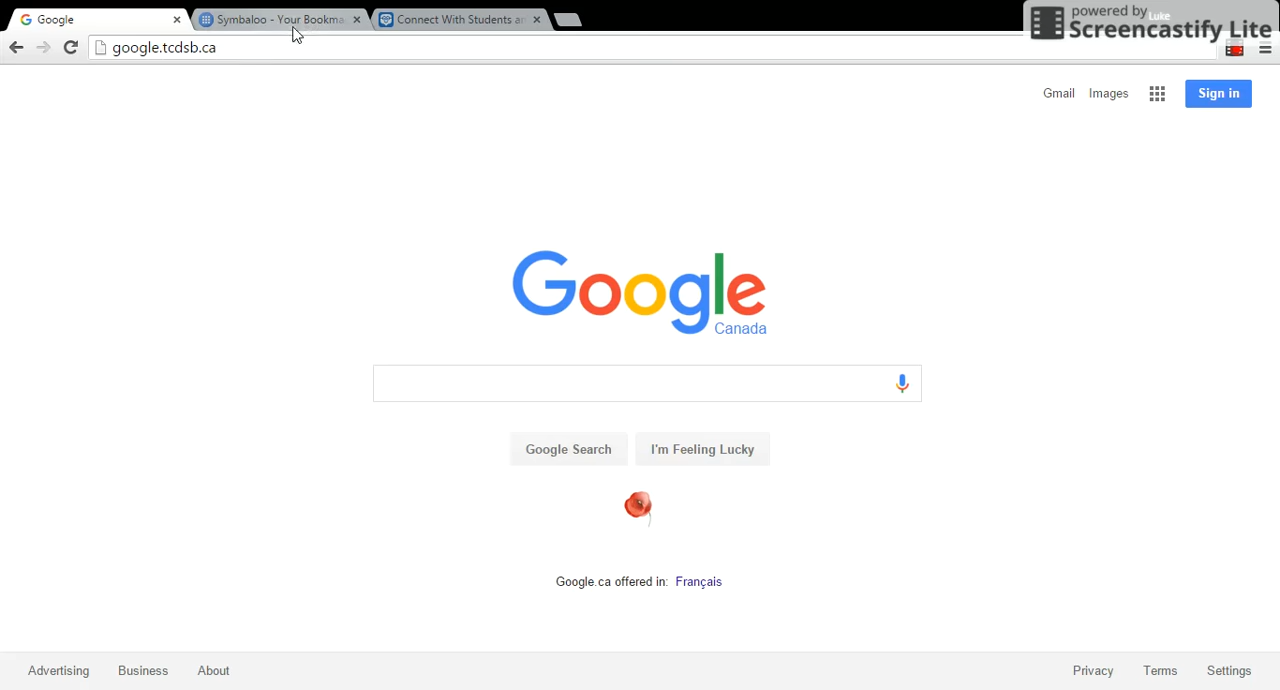 Google
Symbaloo - Your Bookma
Connect With Students an
powered by Luke
Screencastify Lite
google.tcdsb.ca
Gmail Images Sign in
Google
Canada
Google Search I'm Feeling Lucky
Google.ca offered in: Français
Advertising Business About Privacy Terms Settings